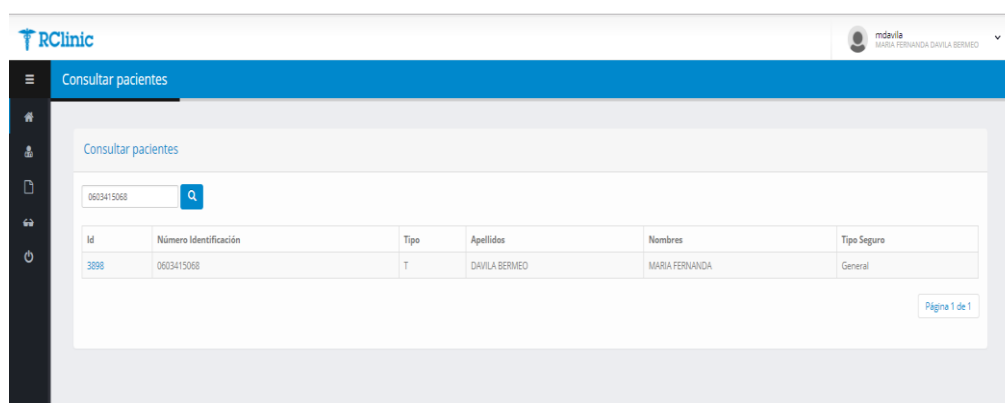 RClinic
mdavila
MARIA FERNANDA DAVILA BERMEO
Consultar pacientes
Consultar pacientes
0603415068
Id Número Identificación Tipo Apellidos Nombres Tipo Seguro
3898 0603415068 T DAVILA BERMEO MARIA FERNANDA General
Página 1 de 1